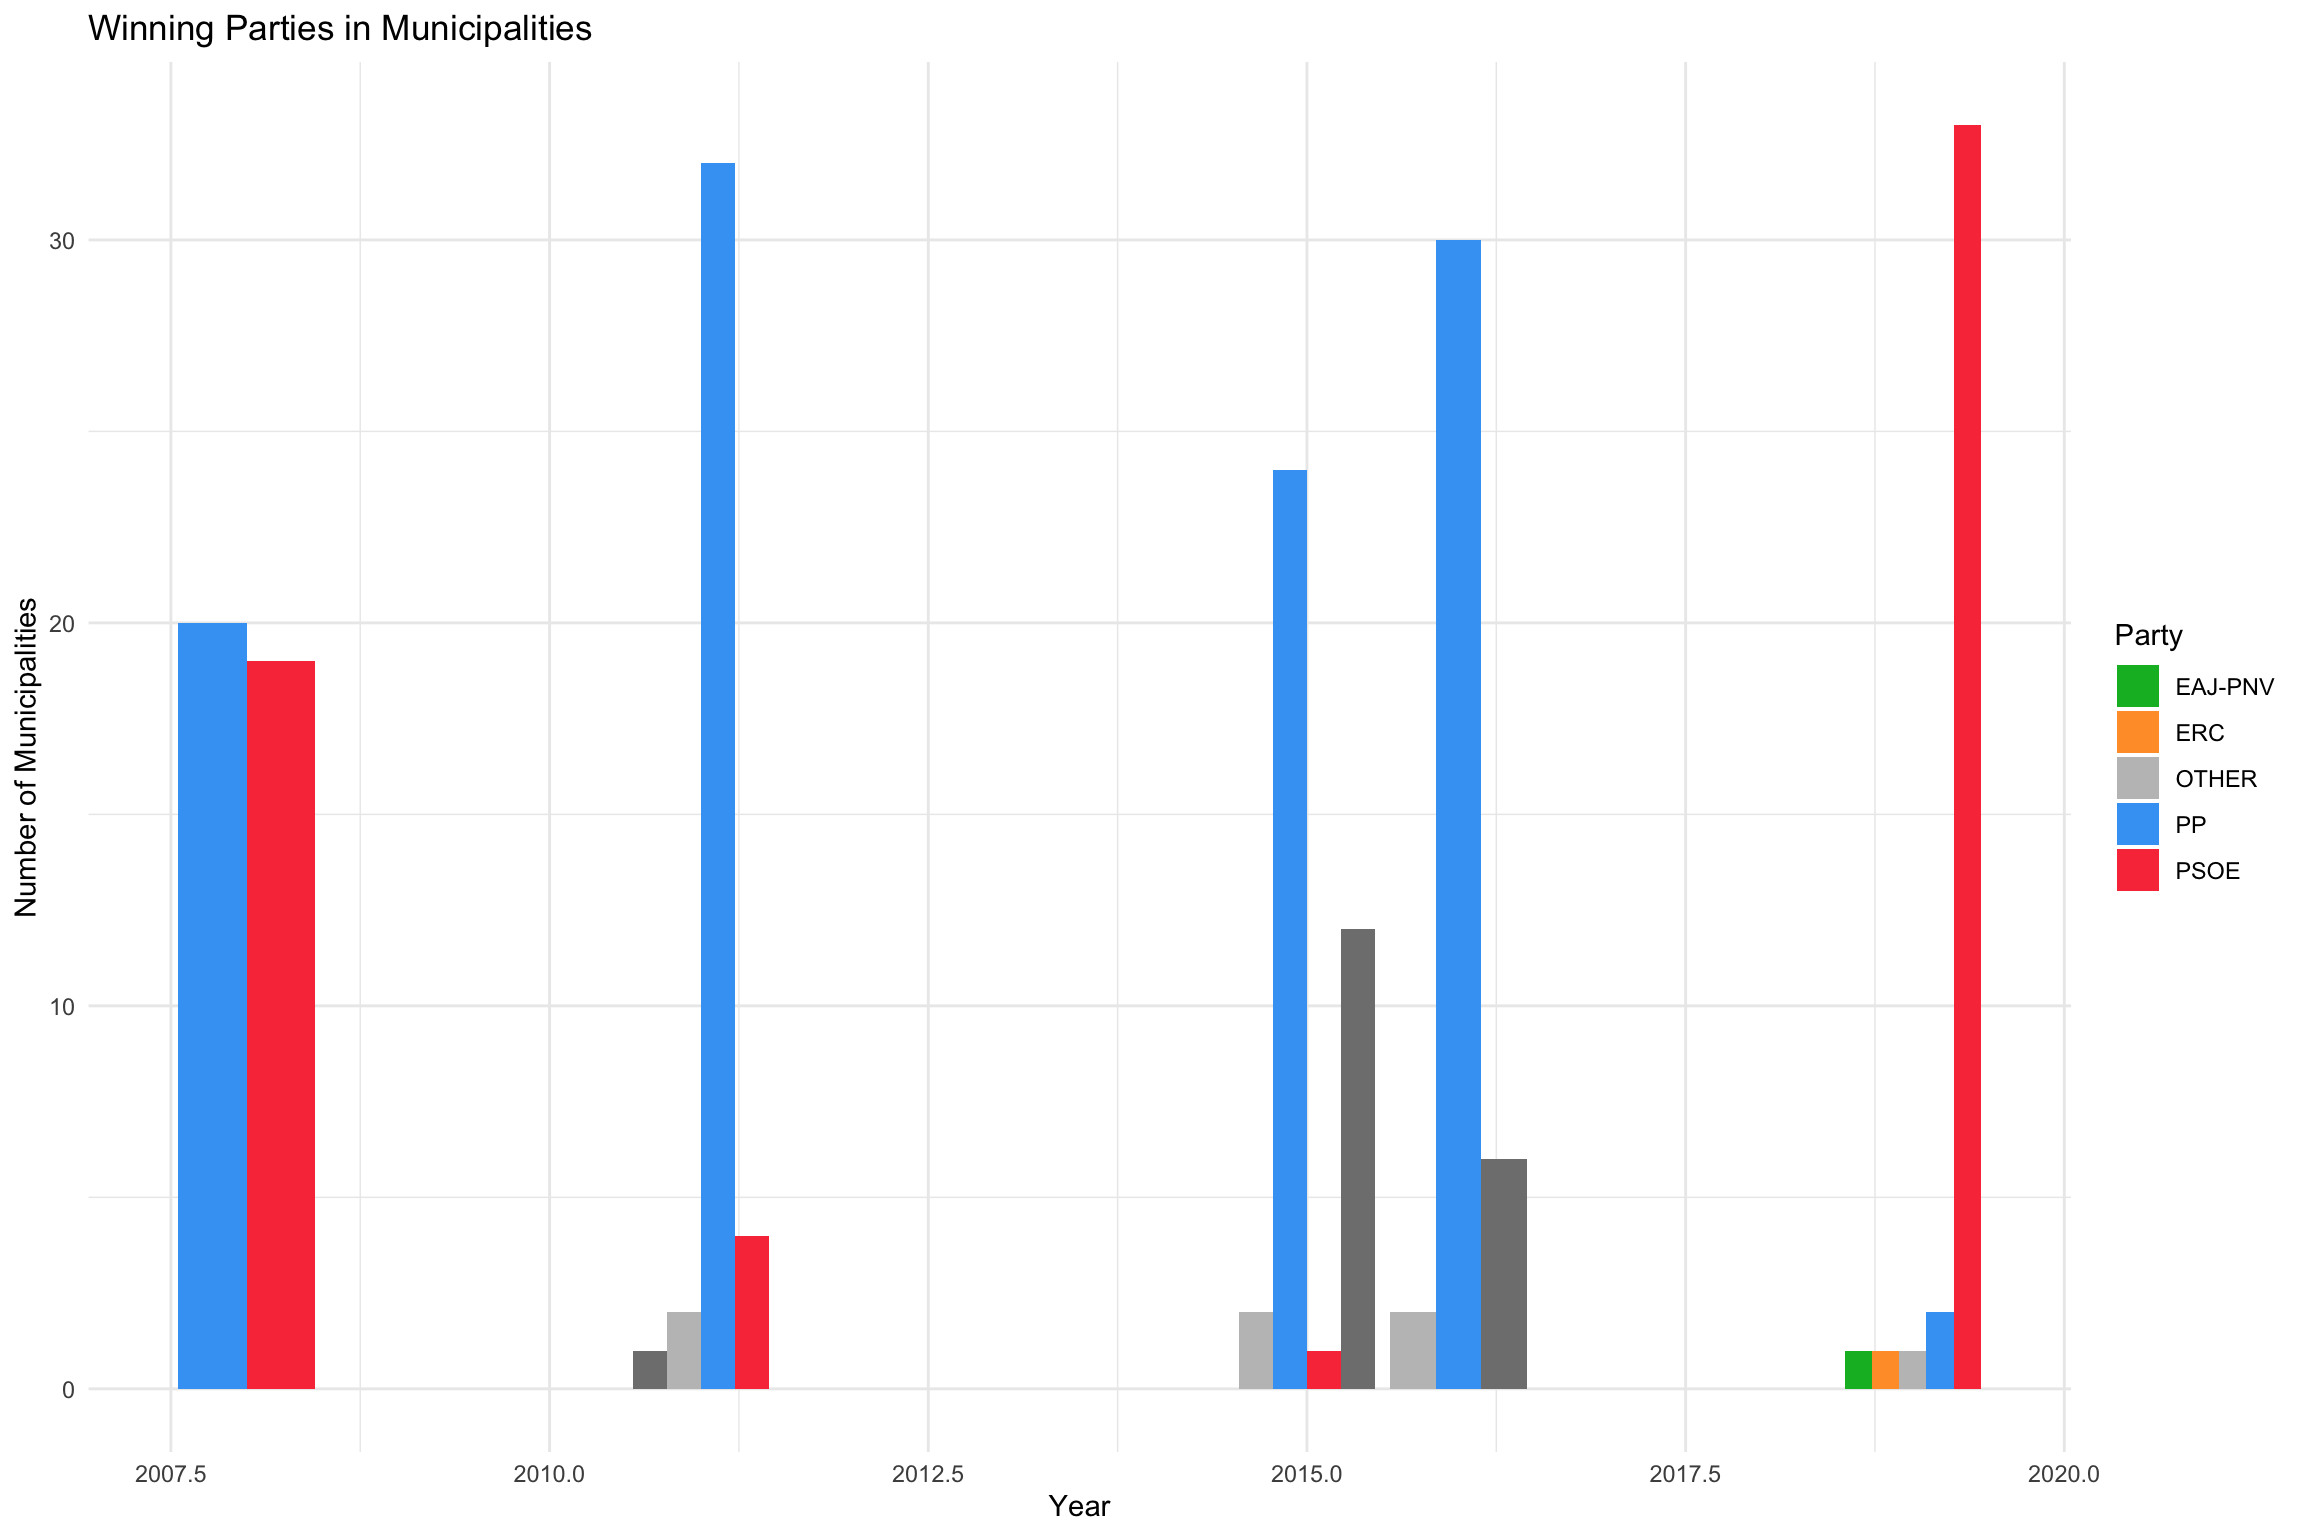 Winning Parties in Municipalities
Number of Municipalities
30
20
10
0
2007.5
2010.0
2012.5
2015.0
2017.5
2020.0
Year
Party
EAJ-PNV
ERC
OTHER
PP
PSOE